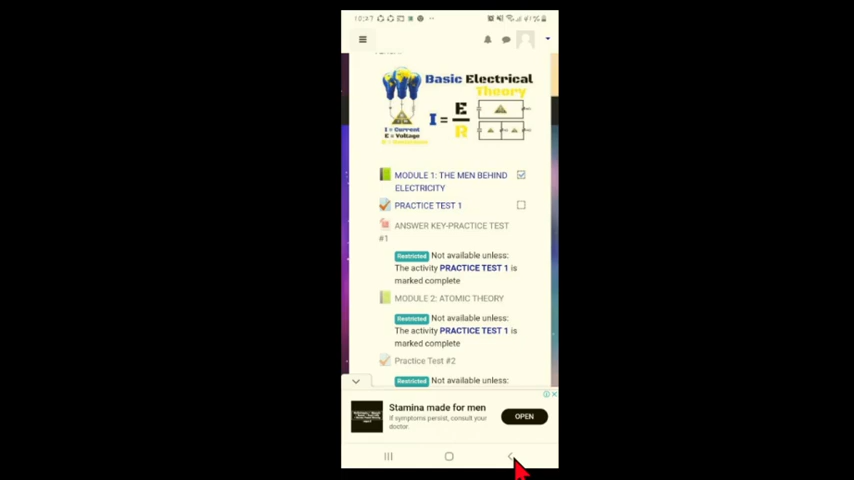 Basic Electrical
Theory
I = E
R
I = Current
E = Voltage
MODULE 1: THE MEN BEHIND
ELECTRICITY
PRACTICE TEST 1
ANSWER KEY-PRACTICE TEST
#1
Restricted Not available unless:
The activity PRACTICE TEST 1 is
marked complete
MODULE 2: ATOMIC THEORY
Restricted Not available unless:
The activity PRACTICE TEST 1 is
marked complete
Practice Test #2
Restricted Not available unless:
Stamina made for men
If symptoms persist, consult your
doctor.
OPEN